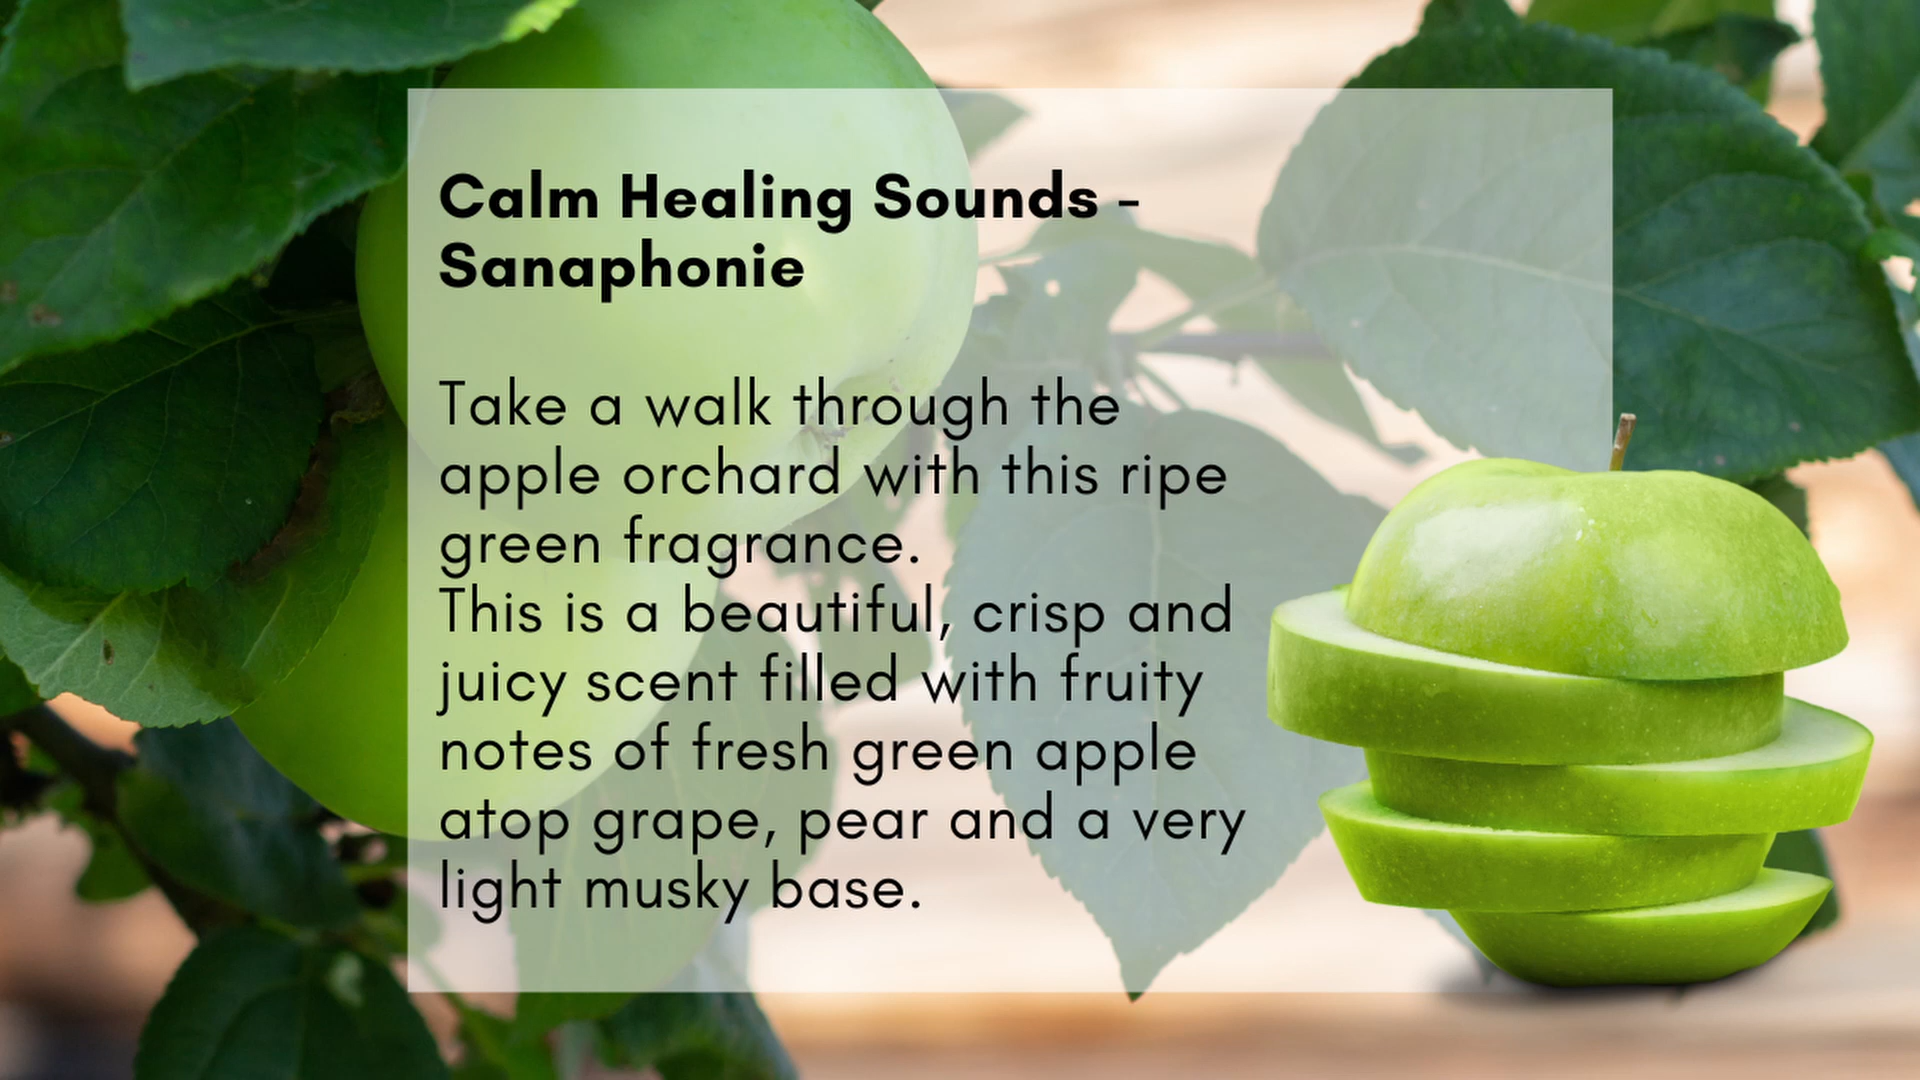 Calm Healing Sounds -
Sanaphonie
Take a walk through the
apple orchard with this ripe
green fragrance.
This is a beautiful, crisp and
juicy scent filled with fruity
notes of fresh green apple
atop grape, pear and a very
light musky base.